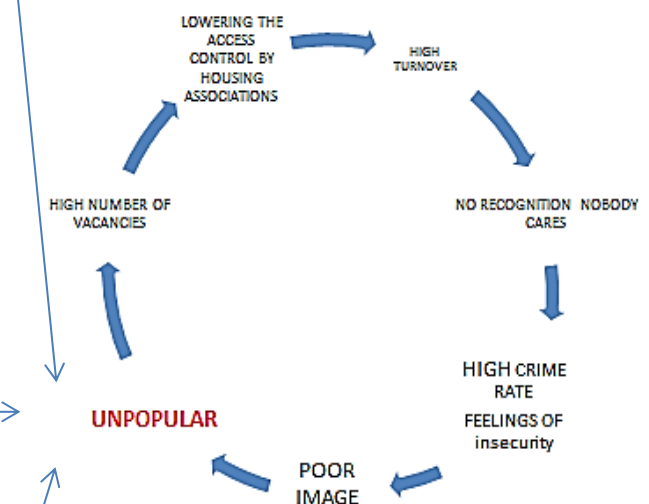 LOWERING THE
ACCESS
CONTROL BY
HOUSING
ASSOCIATIONS
HIGH
TURNOVER
NO RECOGNITION NOBODY
CARES
HIGH CRIME
RATE
FEELINGS OF
insecurity
POOR
IMAGE
UNPOPULAR
HIGH NUMBER OF
VACANCIES